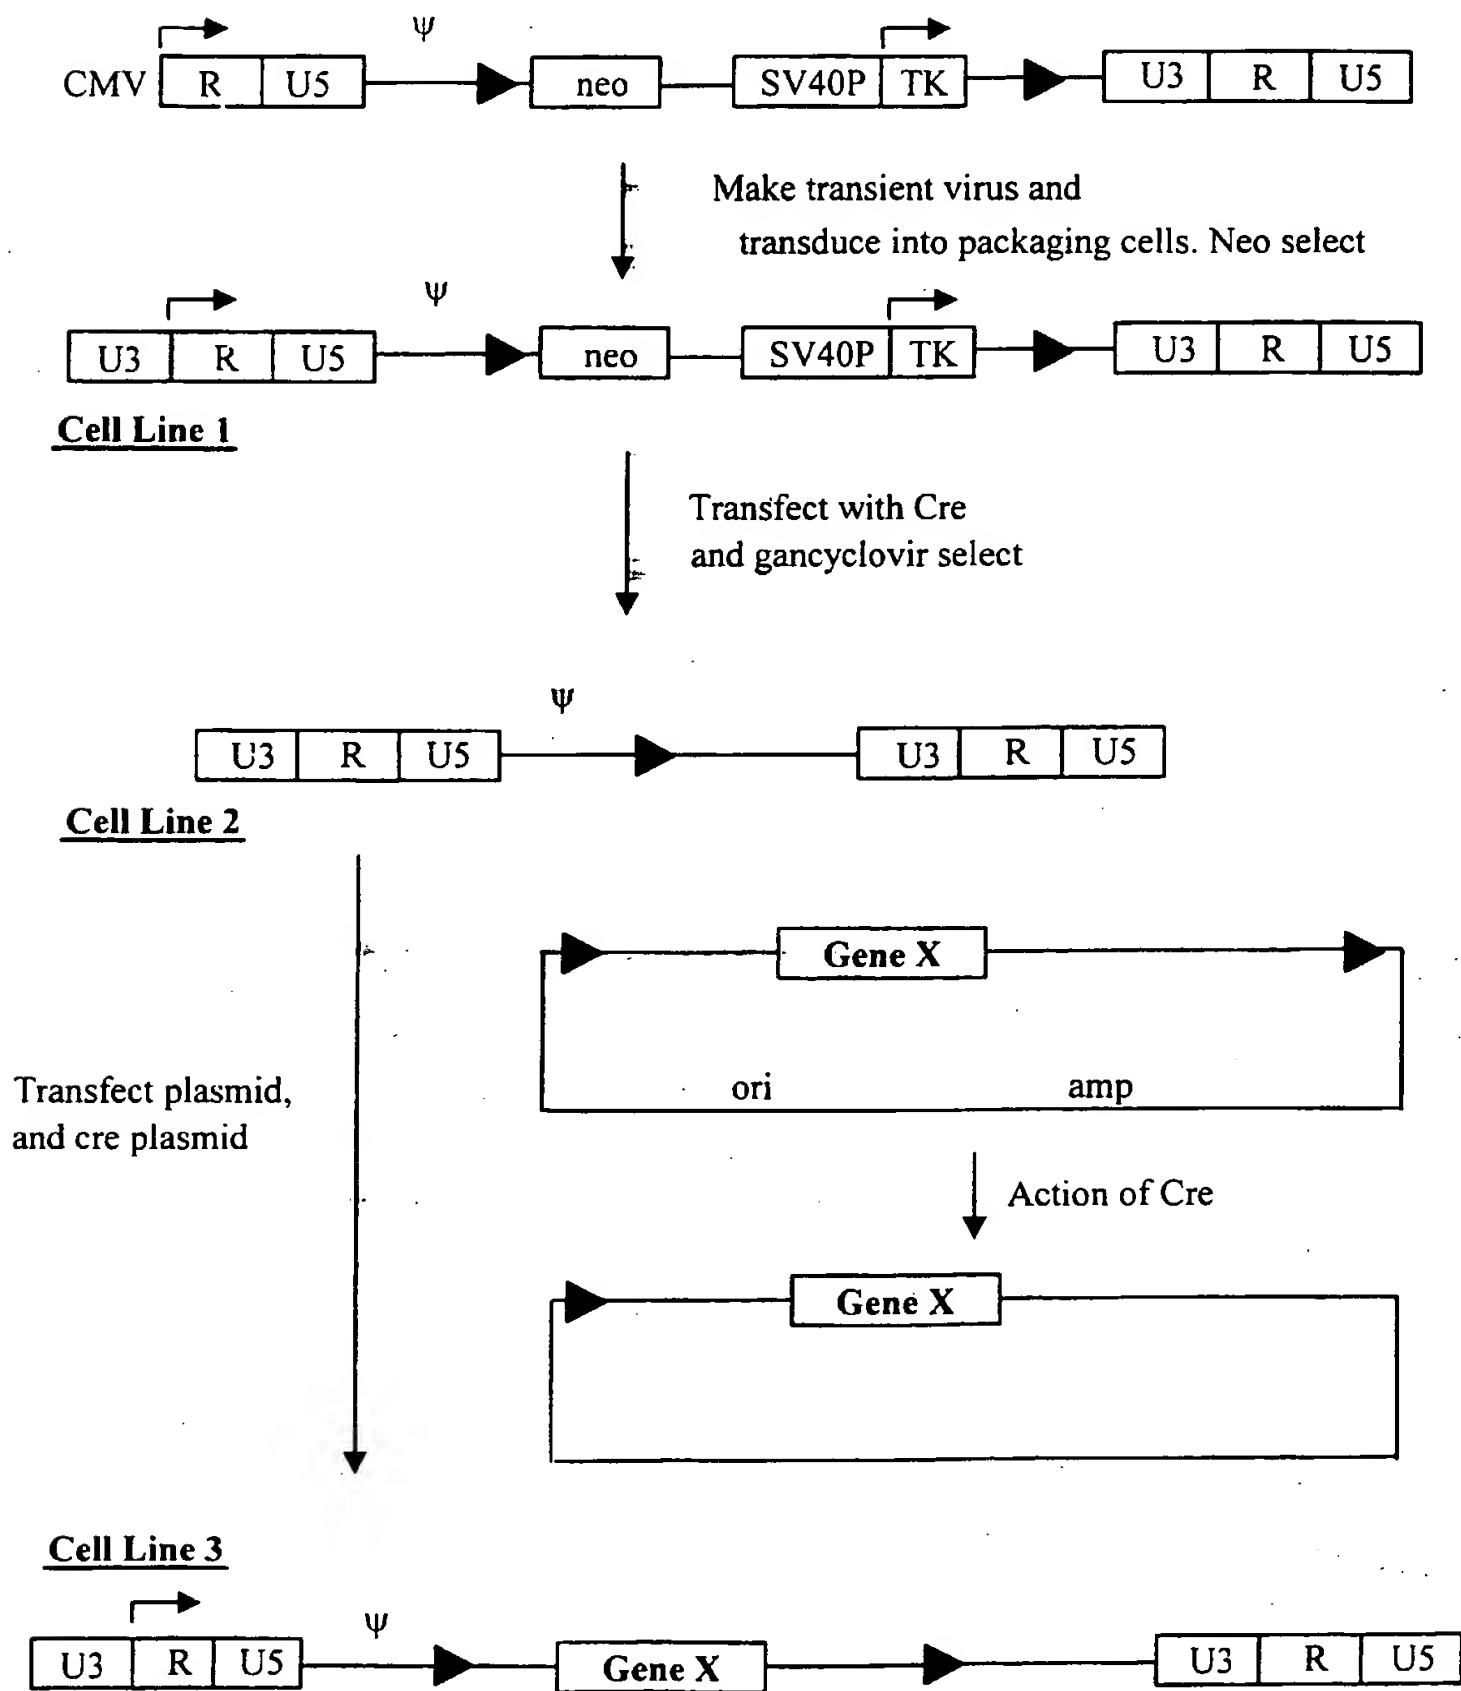 ψ
CMV R U5 neo SV40P TK U3 R U5
Make transient virus and
transduce into packaging cells. Neo select
ψ
U3 R U5 neo SV40P TK U3 R U5
Cell Line 1
Transfect with Cre
and gancyclovir select
ψ
U3 R U5 U3 R U5
Cell Line 2
Gene X
ori amp
Transfect plasmid,
and cre plasmid
Action of Cre
Gene X
Cell Line 3
ψ
U3 R U5 Gene X U3 R U5